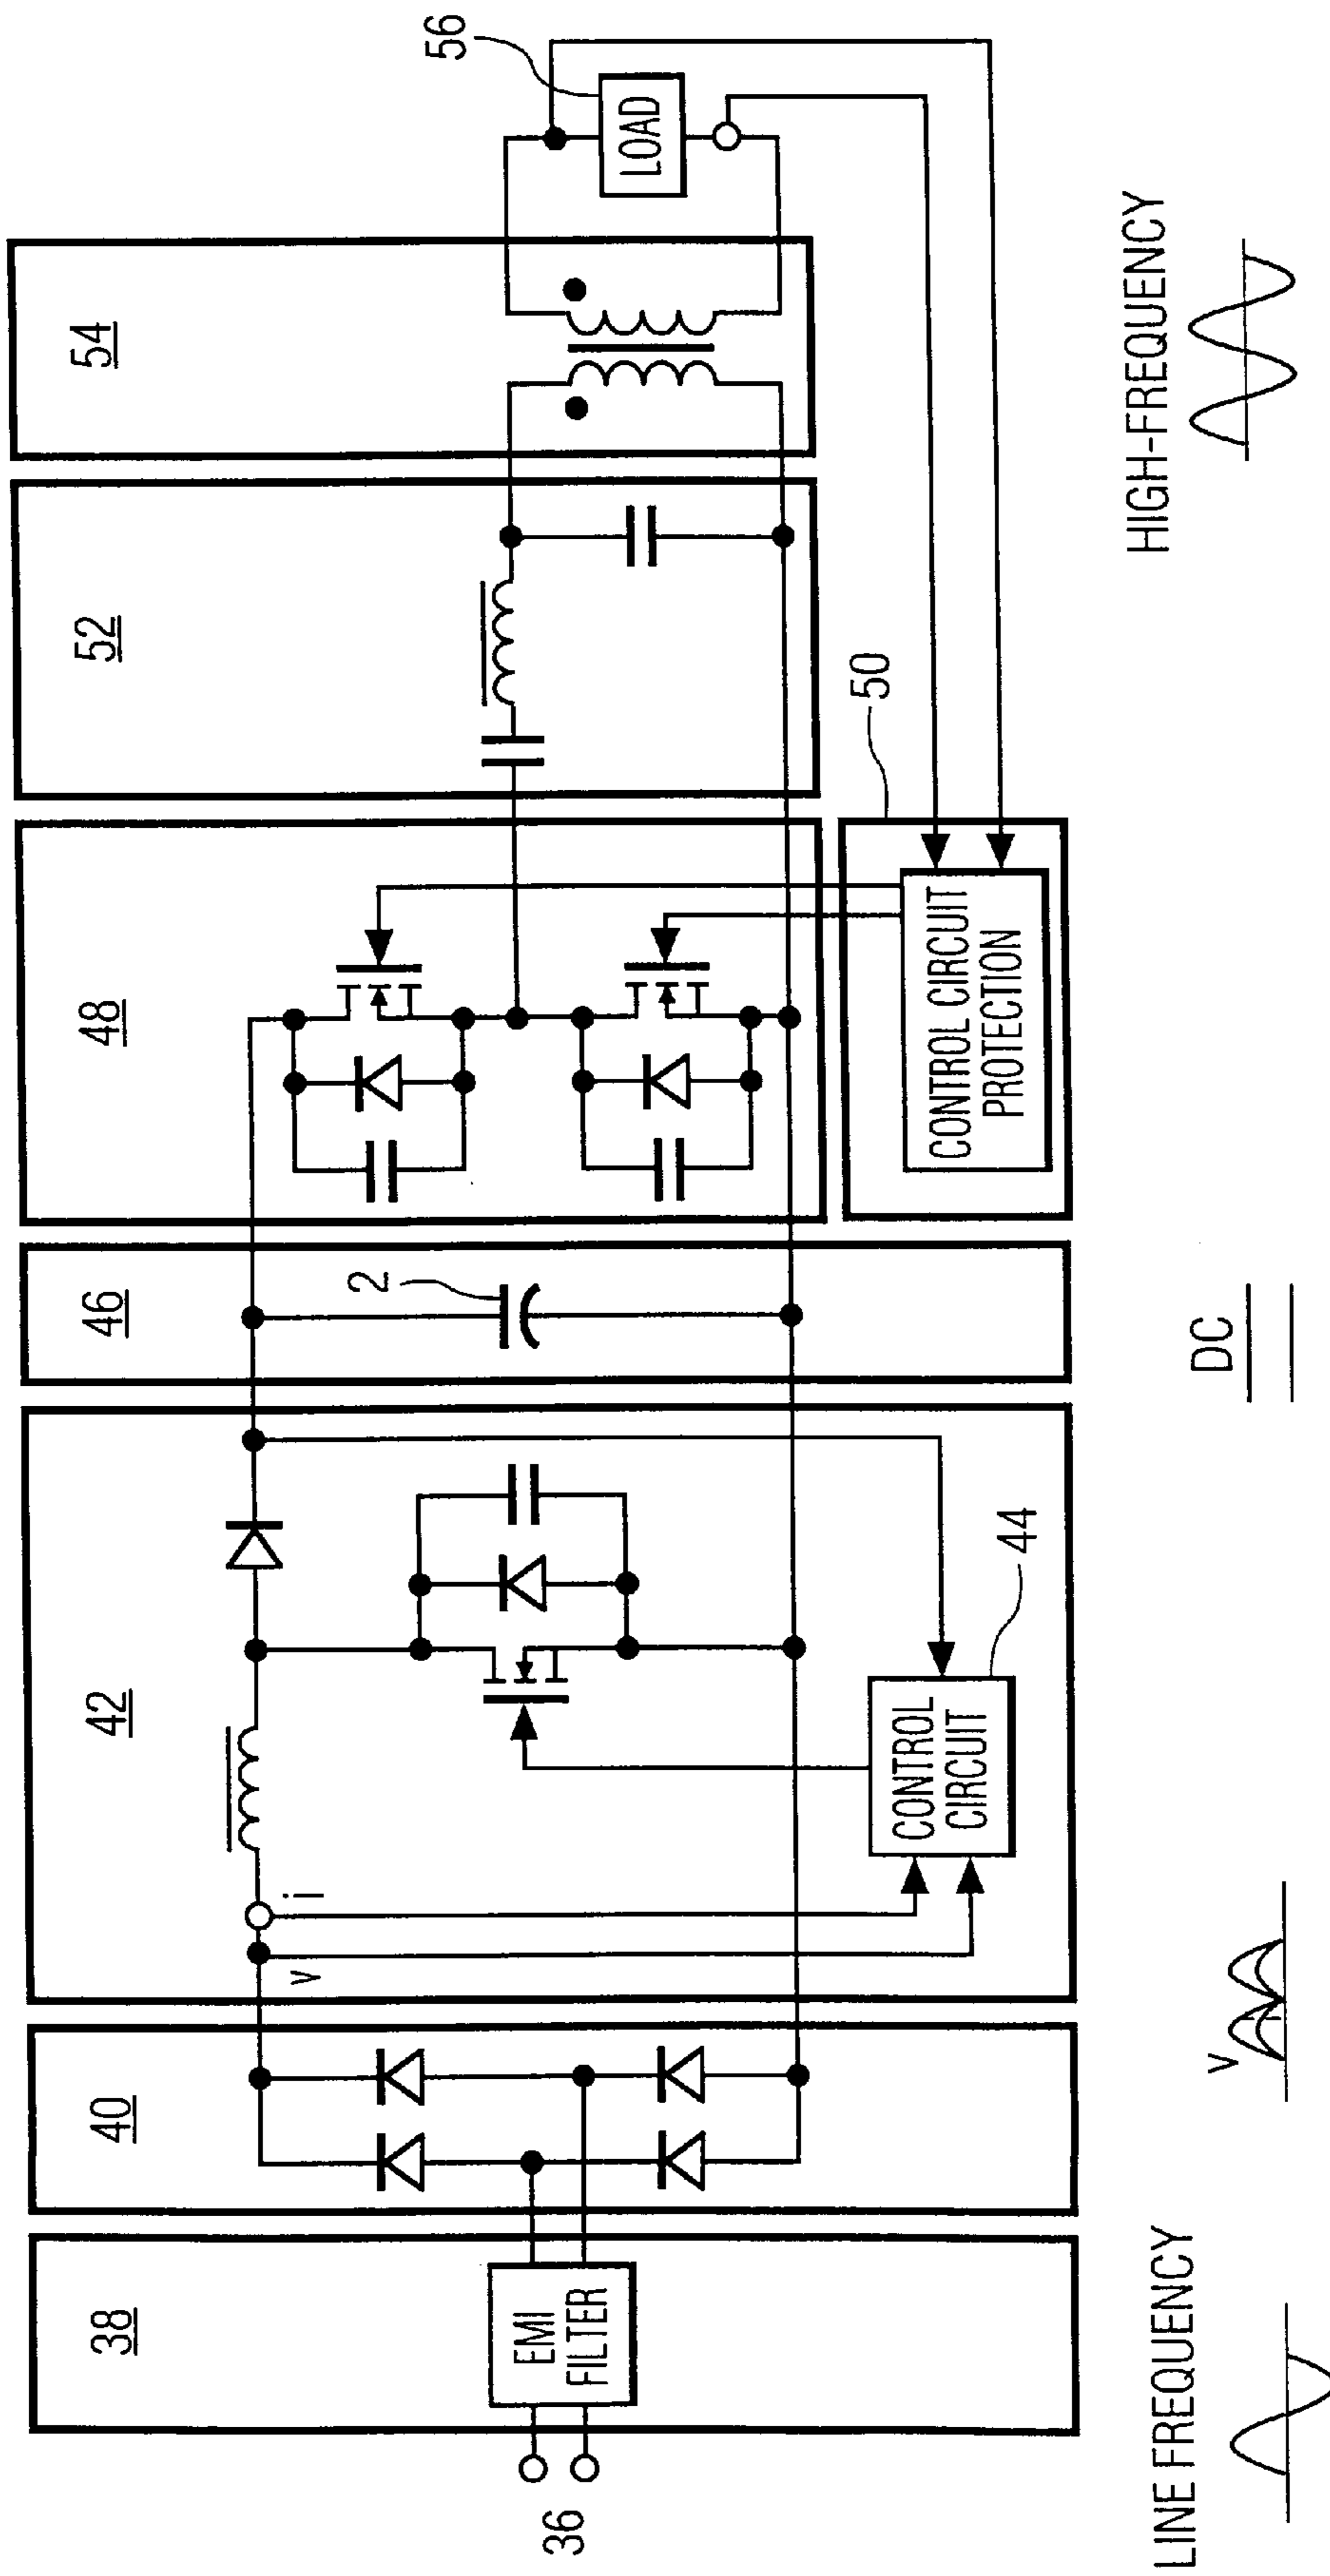 38
40
42
46
48
52
54
56
36
EMI
FILTER
v
i
CONTROL
CIRCUIT
44
2
CONTROL CIRCUIT
PROTECTION
50
LOAD
LINE FREQUENCY
V
DC
HIGH-FREQUENCY